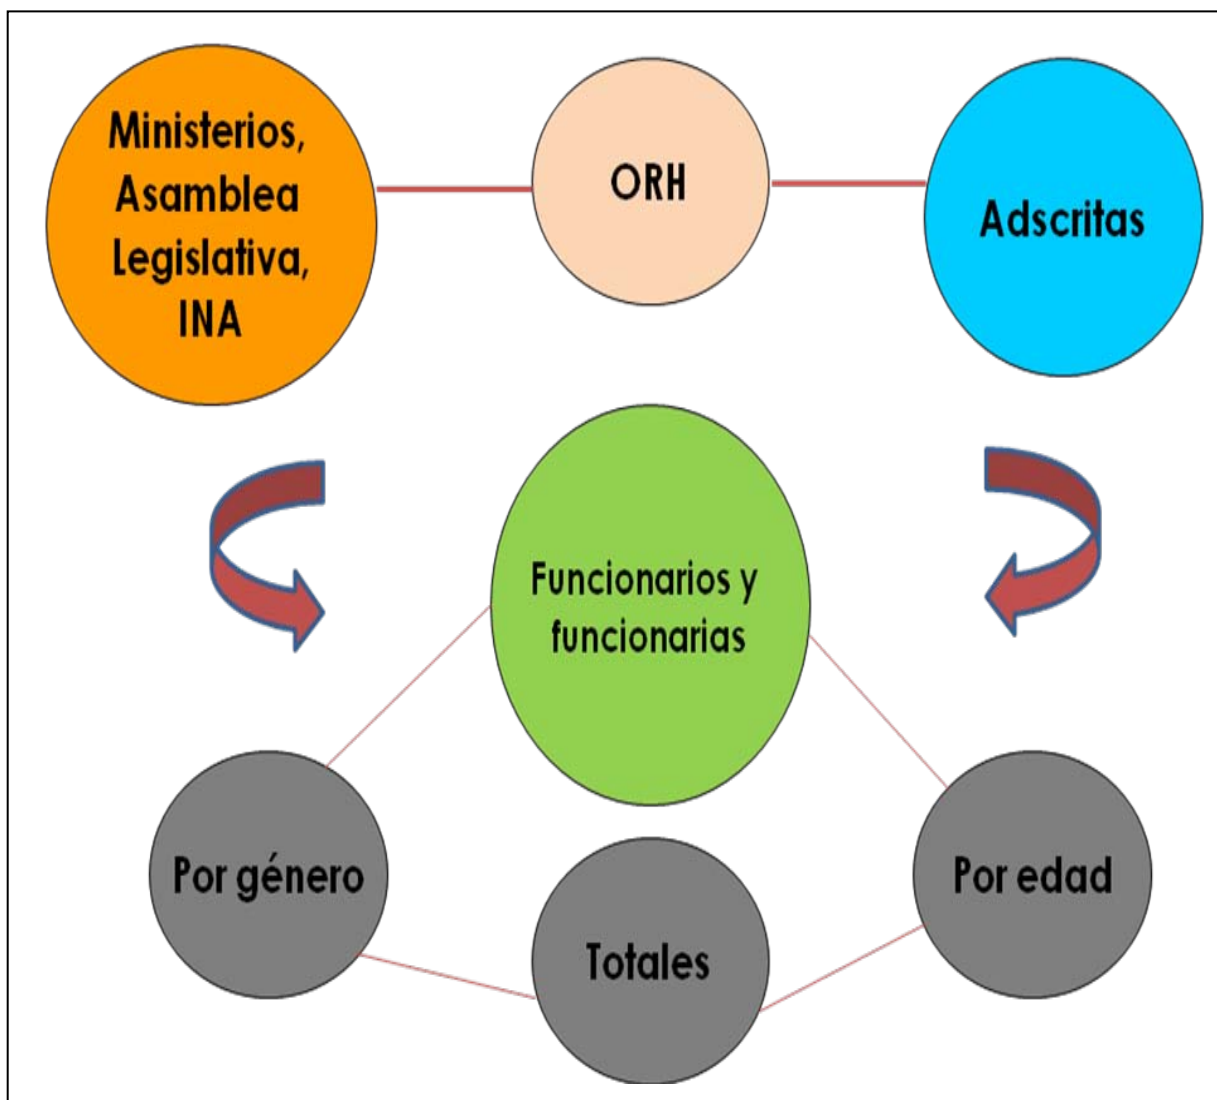 Ministerios,
Asamblea
Legislativa,
INA
ORH
Adscritas
Funcionarios y
funcionarias
Por género
Totales
Por edad